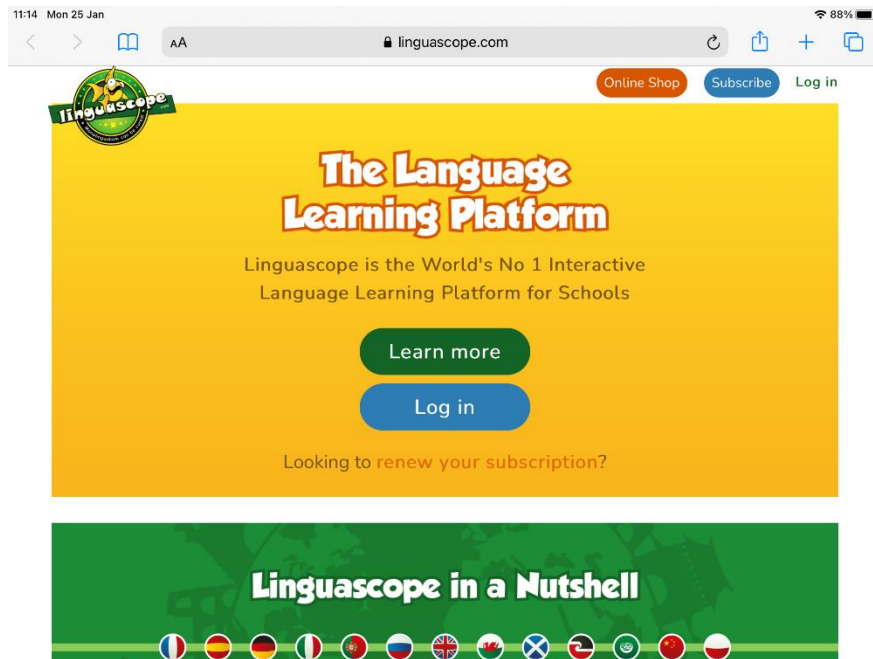 11:14 Mon 25 Jan
88%
AA
linguascope.com
Online Shop
Subscribe
Log in
linguascope
The Language
Learning Platform
Linguascope is the World's No 1 Interactive
Language Learning Platform for Schools
Learn more
Log in
Looking to renew your subscription?
Linguascope in a Nutshell